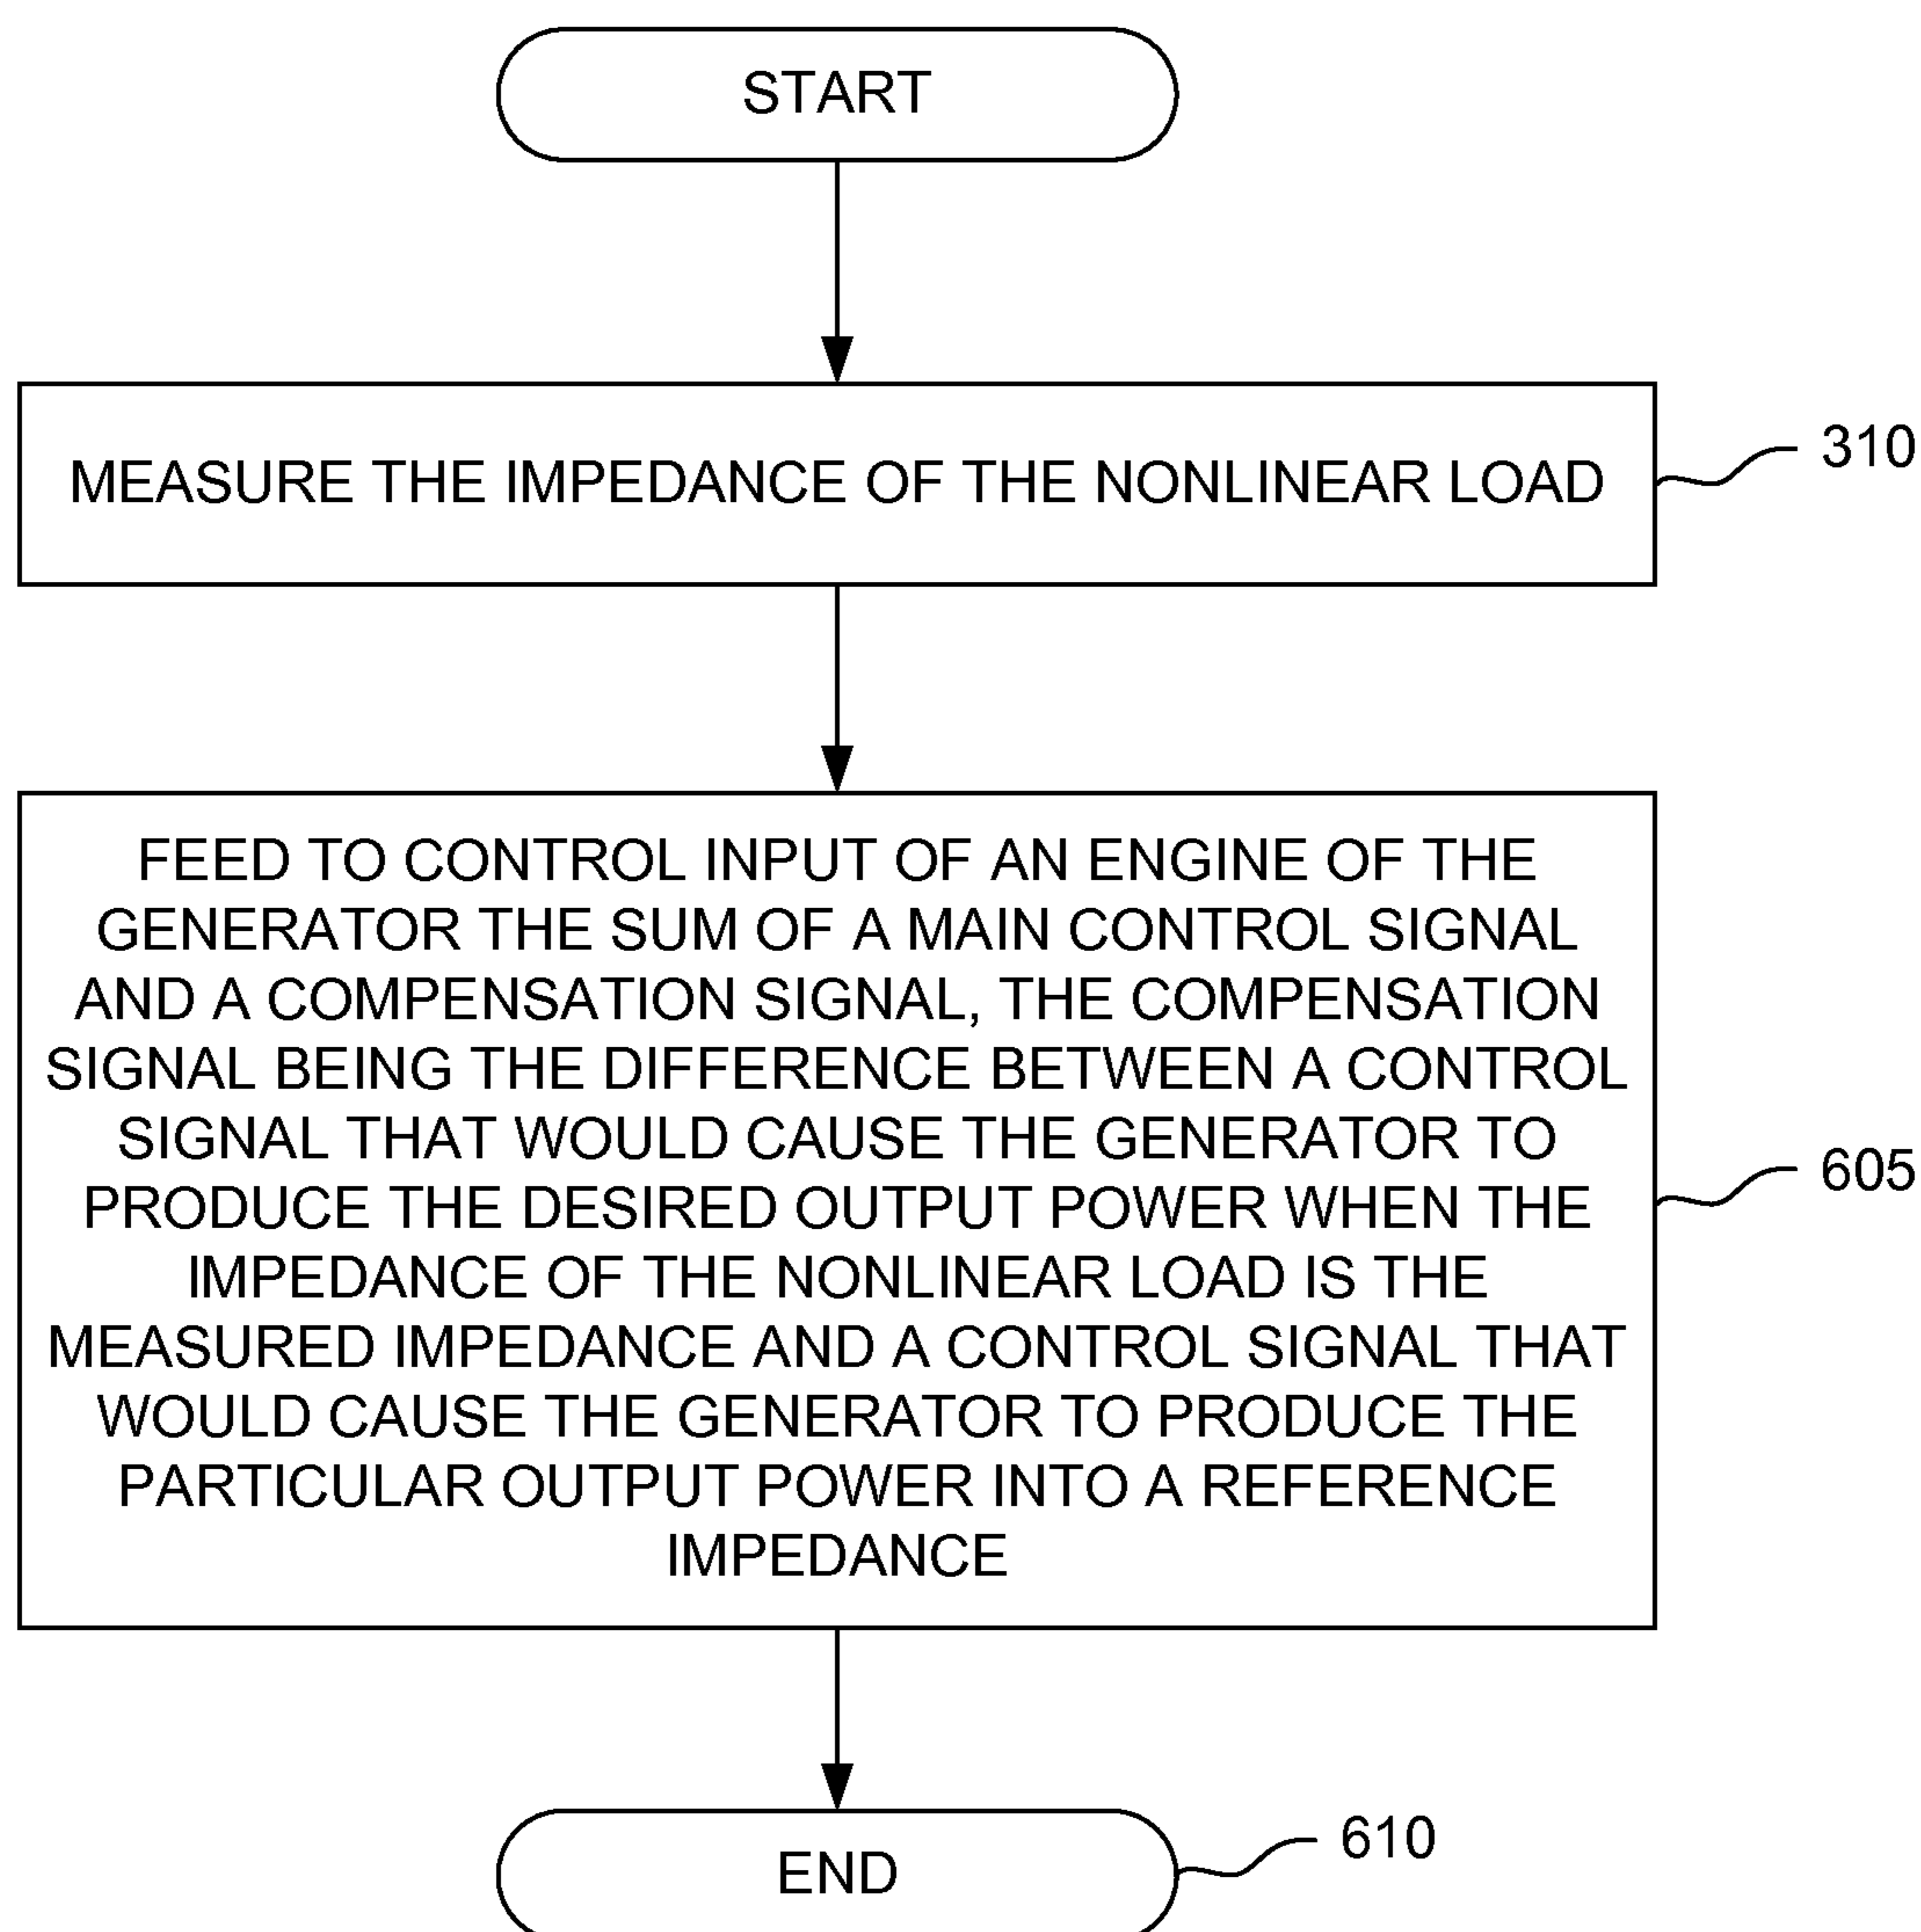 START
MEASURE THE IMPEDANCE OF THE NONLINEAR LOAD
310
FEED TO CONTROL INPUT OF AN ENGINE OF THE
GENERATOR THE SUM OF A MAIN CONTROL SIGNAL
AND A COMPENSATION SIGNAL, THE COMPENSATION
SIGNAL BEING THE DIFFERENCE BETWEEN A CONTROL
SIGNAL THAT WOULD CAUSE THE GENERATOR TO
PRODUCE THE DESIRED OUTPUT POWER WHEN THE
IMPEDANCE OF THE NONLINEAR LOAD IS THE
MEASURED IMPEDANCE AND A CONTROL SIGNAL THAT
WOULD CAUSE THE GENERATOR TO PRODUCE THE
PARTICULAR OUTPUT POWER INTO A REFERENCE
IMPEDANCE
605
END
610